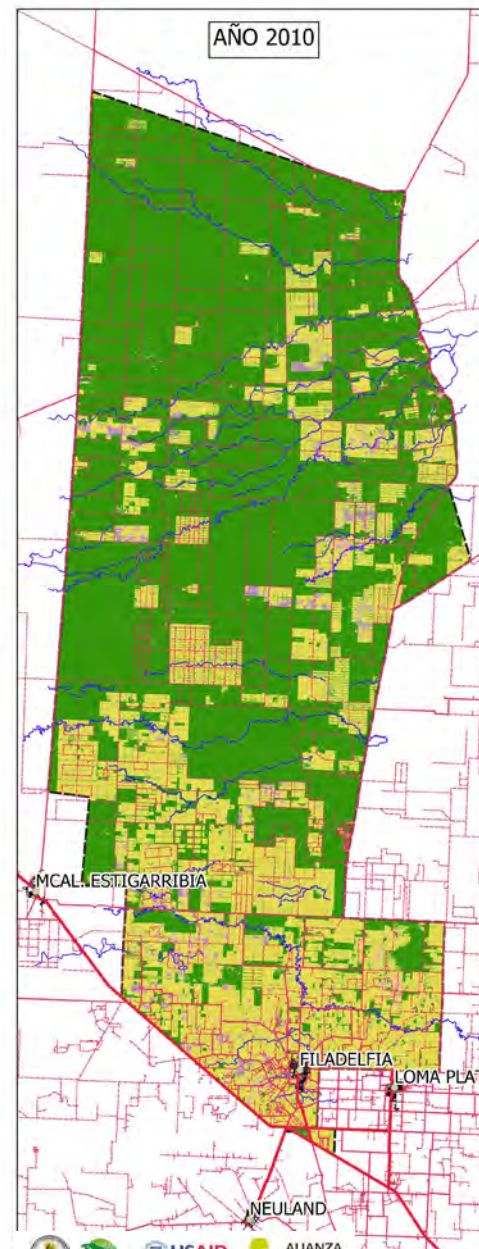 AÑO 2010
MCAL. ESTIGARRIBIA
FILADELFIA
LOMA PLAT
NEULAND
USAID
ALIANZA